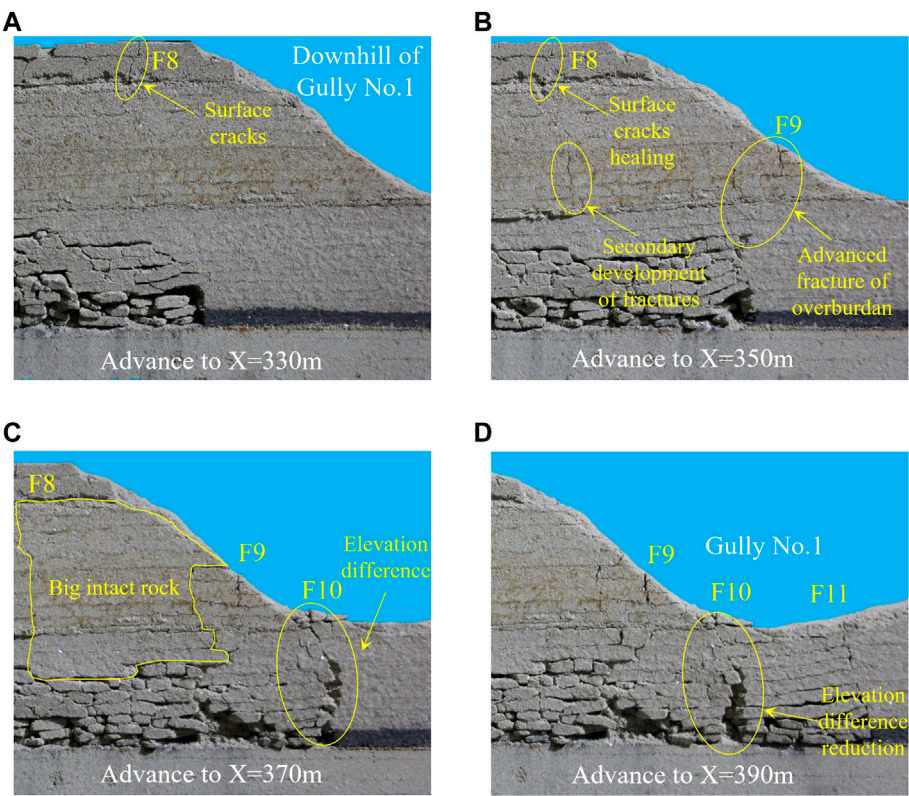 A
F8
Downhill of
Gully No.1
Surface
cracks
Advance to X=330m
B
F8
Surface
cracks
healing
F9
Secondary
development
of fractures
Advanced
fracture of
overburdan
Advance to X=350m
C
F8
F9
Elevation
difference
F10
Big intact rock
Advance to X=370m
D
F9
Gully No.1
F10
F11
Elevation
difference
reduction
Advance to X=390m